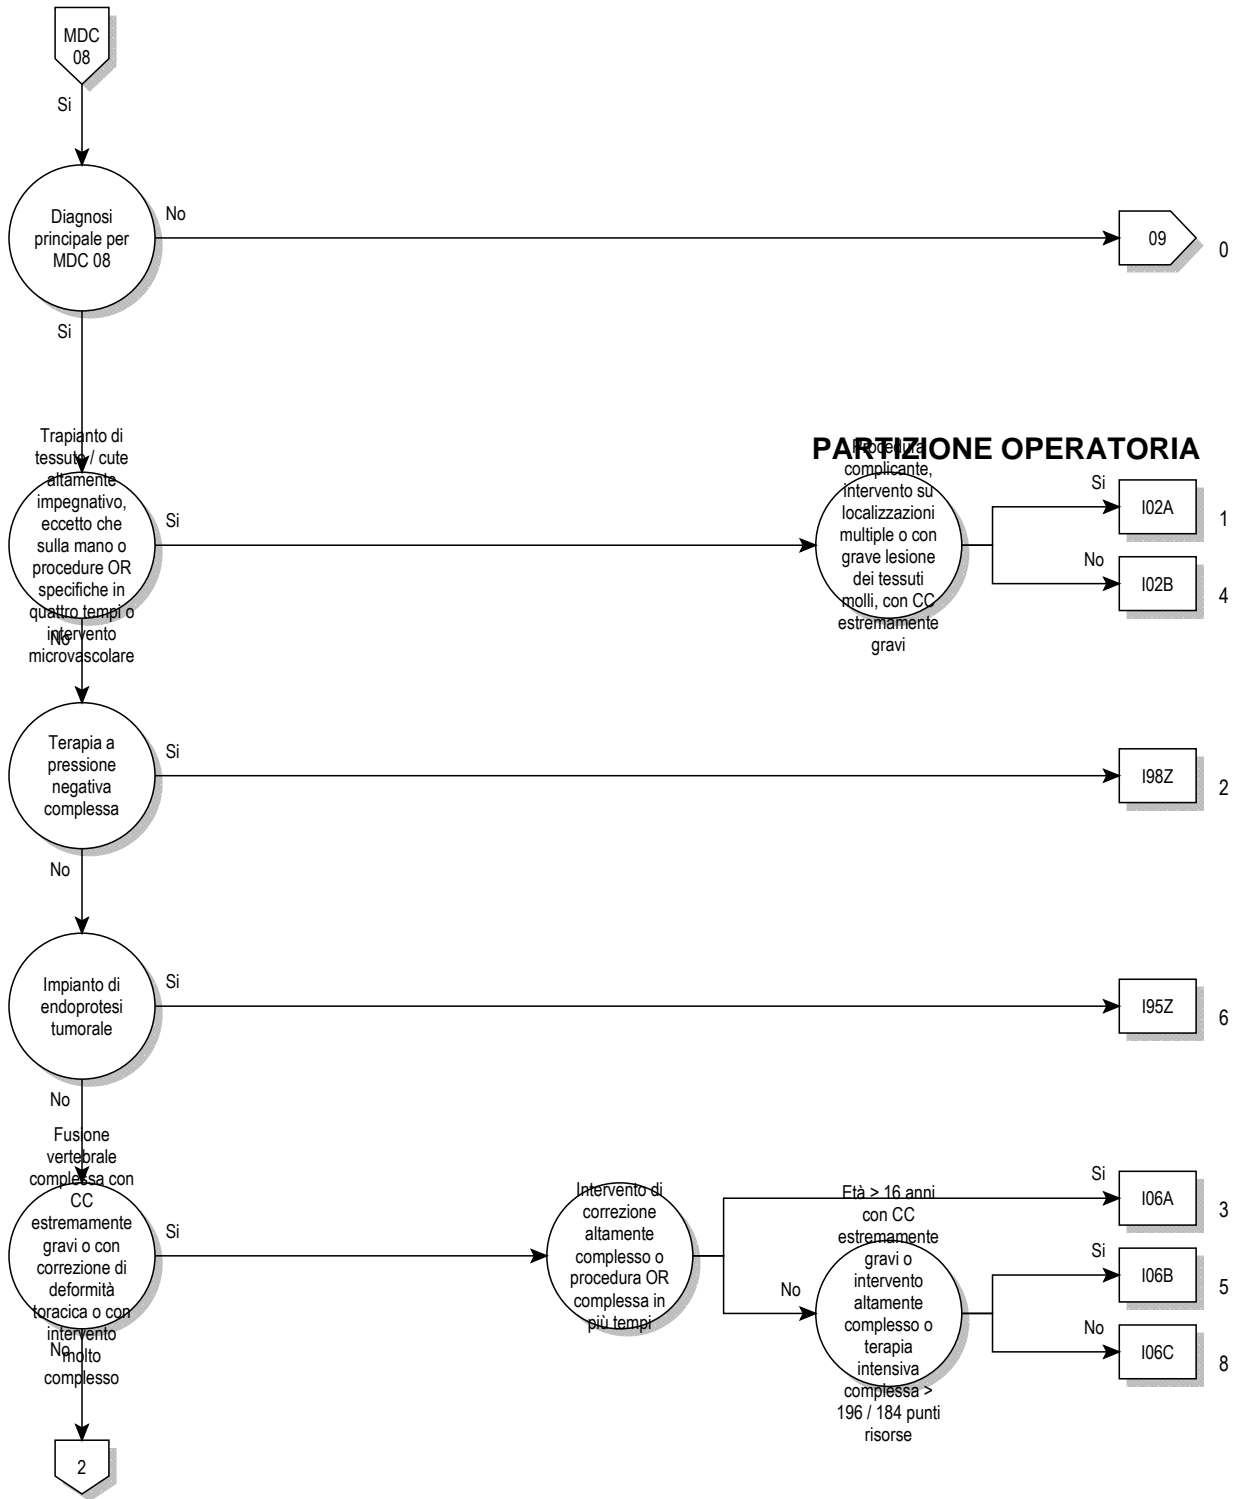 MDC
08
Si
Diagnosi
principale per
MDC 08
No
09
0
Si
PARTIZIONE OPERATORIA
Trapianto di
tessuto / cute
altamente
impegnativo,
eccetto che
sulla mano o
procedure OR
specifiche in
quattro tempi o
intervento
microvascolare
Si
Procedura
complicante,
intervento su
localizzazioni
multiple o con
grave lesione
dei tessuti
molli, con CC
estremamente
gravi
Si
I02A
1
No
I02B
4
No
Terapia a
pressione
negativa
complessa
Si
I98Z
2
No
Impianto di
endoprotesi
tumorale
Si
I95Z
6
No
Fusione
vertebrale
complessa con
CC
estremamente
gravi o con
correzione di
deformità
toracica o con
intervento
molto
complesso
Si
Intervento di
correzione
altamente
complesso o
procedura OR
complessa in
più tempi
Si
I06A
3
No
Età > 16 anni
con CC
estremamente
gravi o
intervento
altamente
complesso o
terapia
intensiva
complessa >
196 / 184 punti
risorse
Si
I06B
5
No
I06C
8
No
2